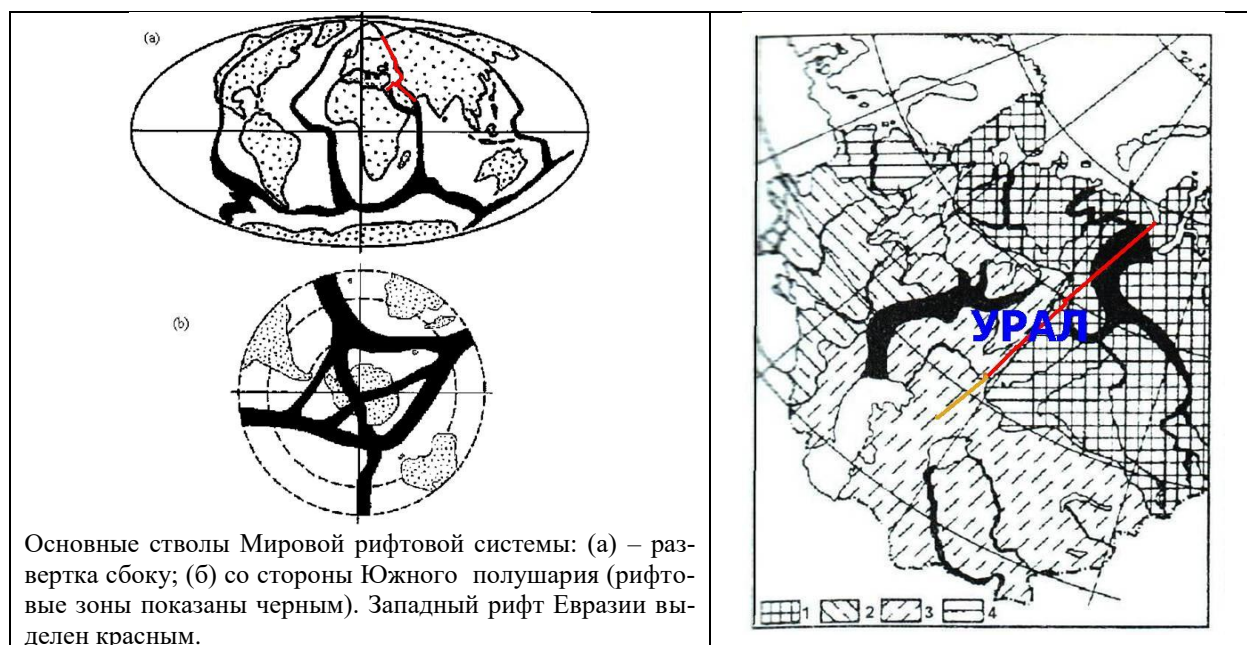 (a)
(b)
Основные стволы Мировой рифтовой системы: (а) – раз-
вертка сбоку; (б) со стороны Южного полушария (рифто-
вые зоны показаны черным). Западный рифт Евразии вы-
делен красным.
УРАЛ
1 2 3 4